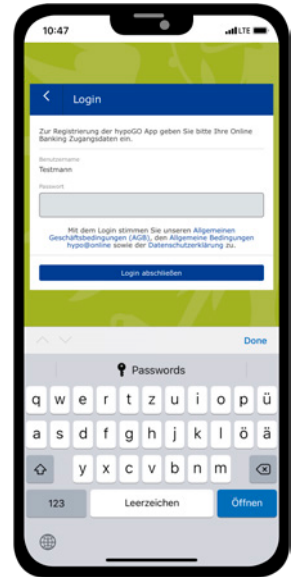 10:47
LTE
Login
Zur Registrierung der hypoGO App geben Sie bitte Ihre Online
Banking Zugangsdaten ein.
Benutzername
Testmann
Passwort
Mit dem Login stimmen Sie unseren Allgemeinen
Geschäftsbedingungen (AGB), den Allgemeine Bedingungen
hypo@online sowie der Datenschutzerklärung zu.
Login abschließen
Done
Passwords
q w e r t z u i o p ü
a s d f g h j k l ö ä
y x c v b n m
123 Leerzeichen Öffnen